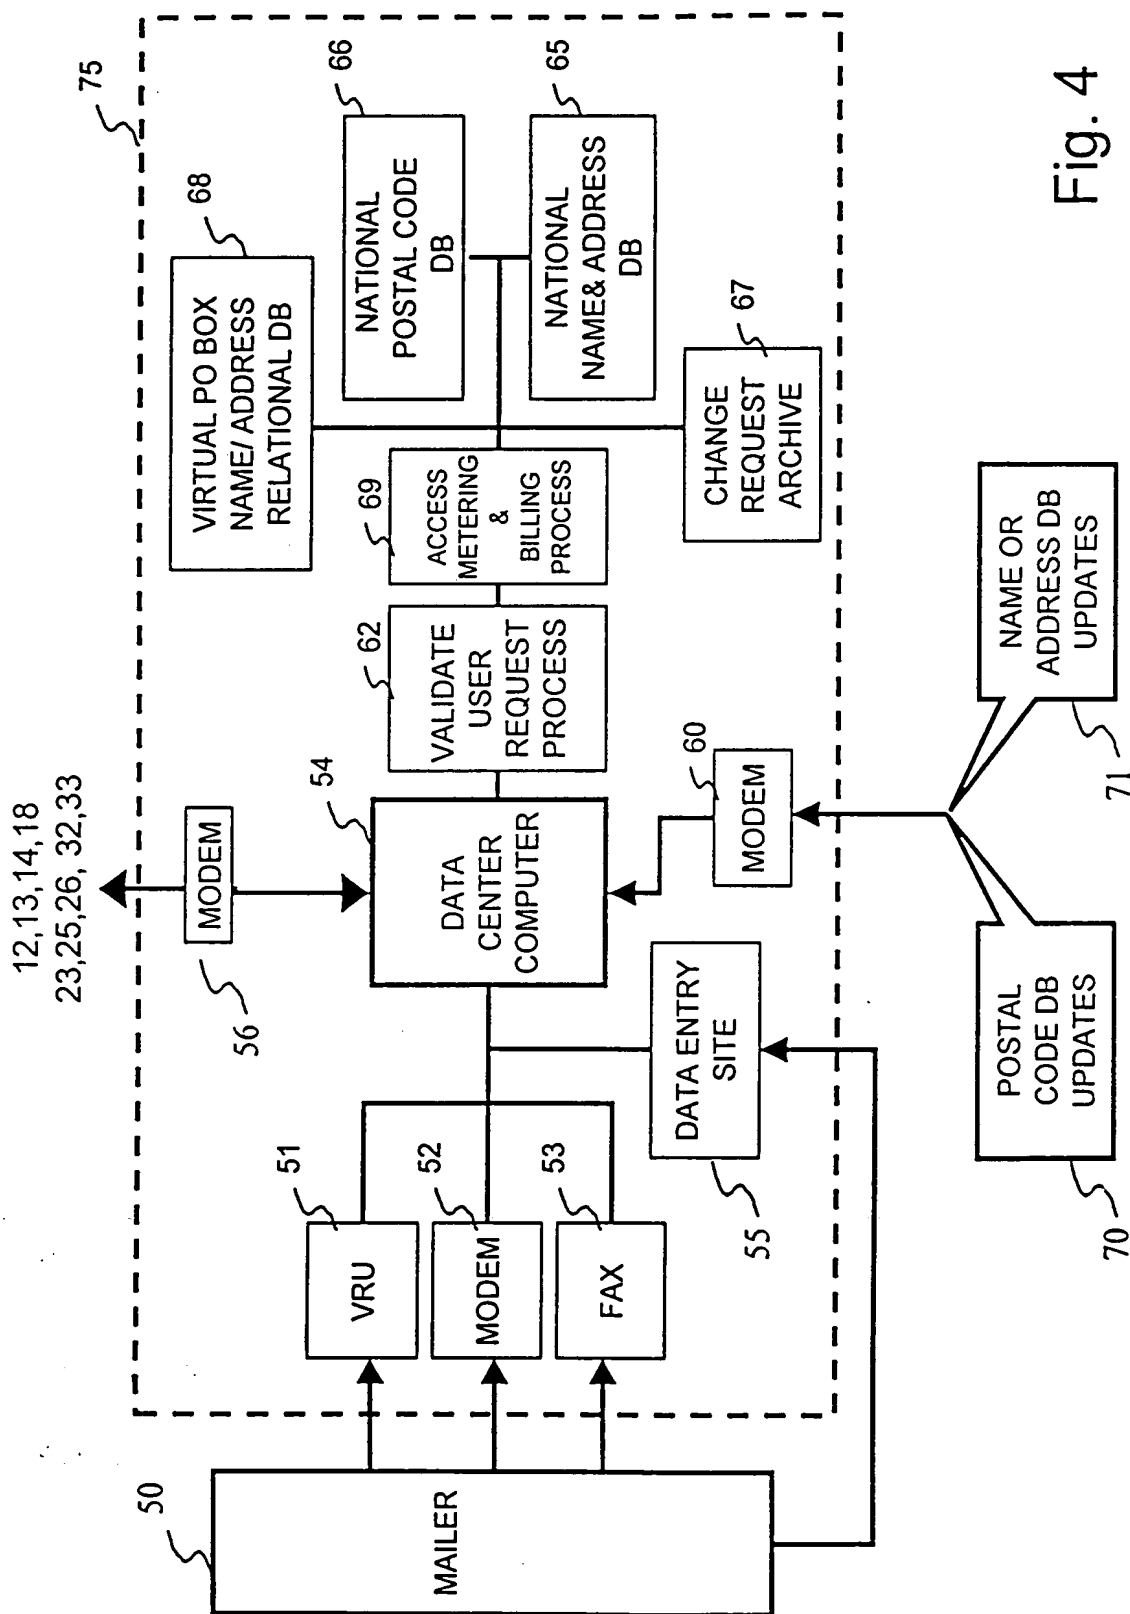 12,13,14,18
23,25,26, 32,33
75
MODEM
56
68
VIRTUAL PO BOX
NAME/ ADDRESS
RELATIONAL DB
66
NATIONAL
POSTAL CODE
DB
65
NATIONAL
NAME& ADDRESS
DB
67
CHANGE
REQUEST
ARCHIVE
69
ACCESS
METERING
&
BILLING
PROCESS
62
VALIDATE
USER
REQUEST
PROCESS
54
DATA
CENTER
COMPUTER
60
MODEM
51
VRU
52
MODEM
53
FAX
DATA ENTRY
SITE
55
50
MAILER
POSTAL
CODE DB
UPDATES
70
NAME OR
ADDRESS DB
UPDATES
71
Fig. 4